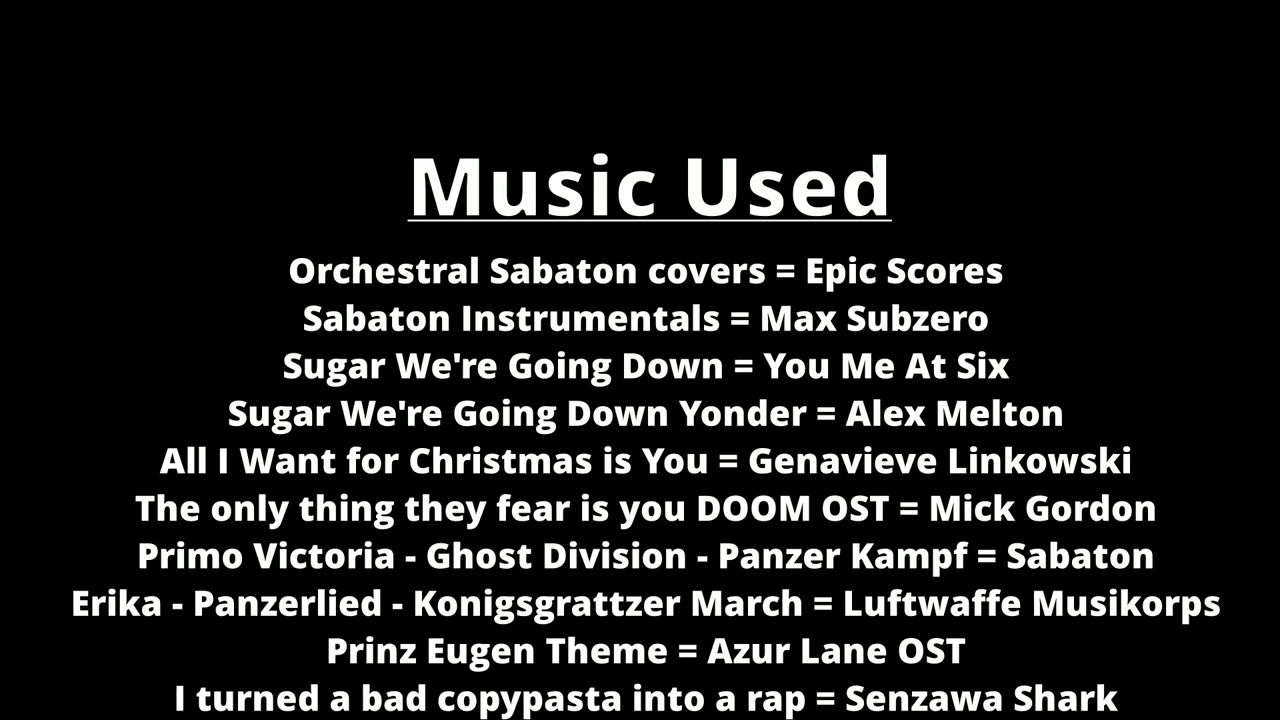 Music Used
Orchestral Sabaton covers = Epic Scores
Sabaton Instrumentals = Max Subzero
Sugar We're Going Down = You Me At Six
Sugar We're Going Down Yonder = Alex Melton
All I Want for Christmas is You = Genavieve Linkowski
The only thing they fear is you DOOM OST = Mick Gordon
Primo Victoria - Ghost Division - Panzer Kampf = Sabaton
Erika - Panzerlied - Konigsgrattzer March = Luftwaffe Musikorps
Prinz Eugen Theme = Azur Lane OST
I turned a bad copypasta into a rap = Senzawa Shark